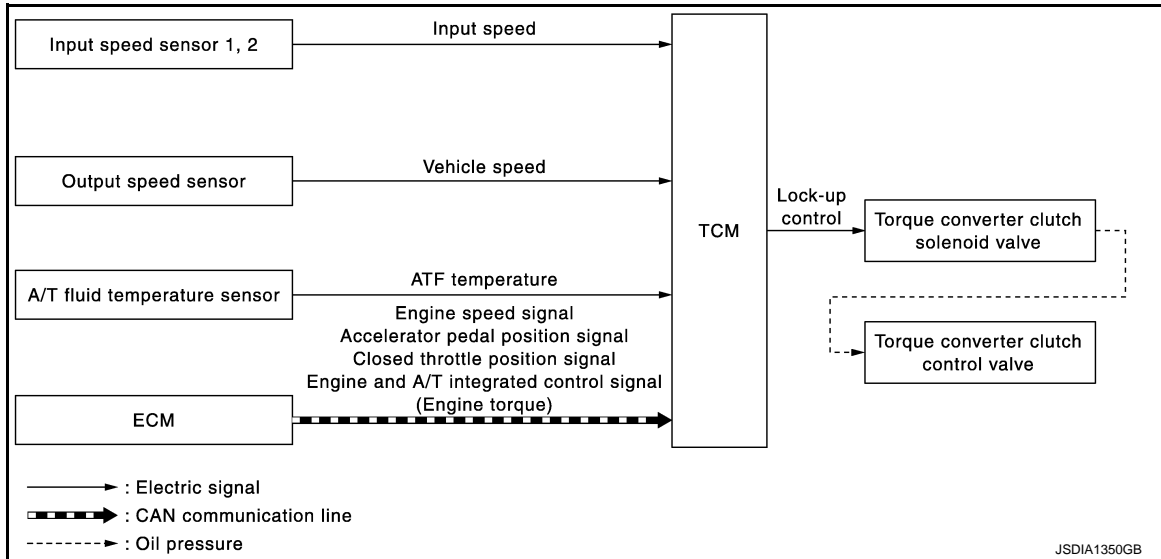 Input speed sensor 1, 2
Input speed
Output speed sensor
Vehicle speed
TCM
Lock-up
control
Torque converter clutch
solenoid valve
A/T fluid temperature sensor
ATF temperature
Engine speed signal
Accelerator pedal position signal
Closed throttle position signal
Engine and A/T integrated control signal
(Engine torque)
Torque converter clutch
control valve
ECM
: Electric signal
: CAN communication line
: Oil pressure
JSDIA1350GB